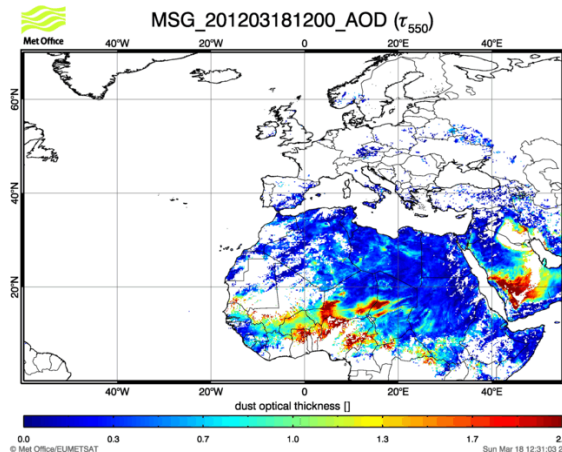 Met Office
MSG_201203181200_AOD (τ550)
40°W 20°W 0° 20°E 40°E
60°N
40°N
20°N
40°W 20°W 0° 20°E 40°E
dust optical thickness []
0.0 0.3 0.7 1.0 1.3 1.7 2.
© Met Office/EUMETSAT Sun Mar 18 12:31:03 2